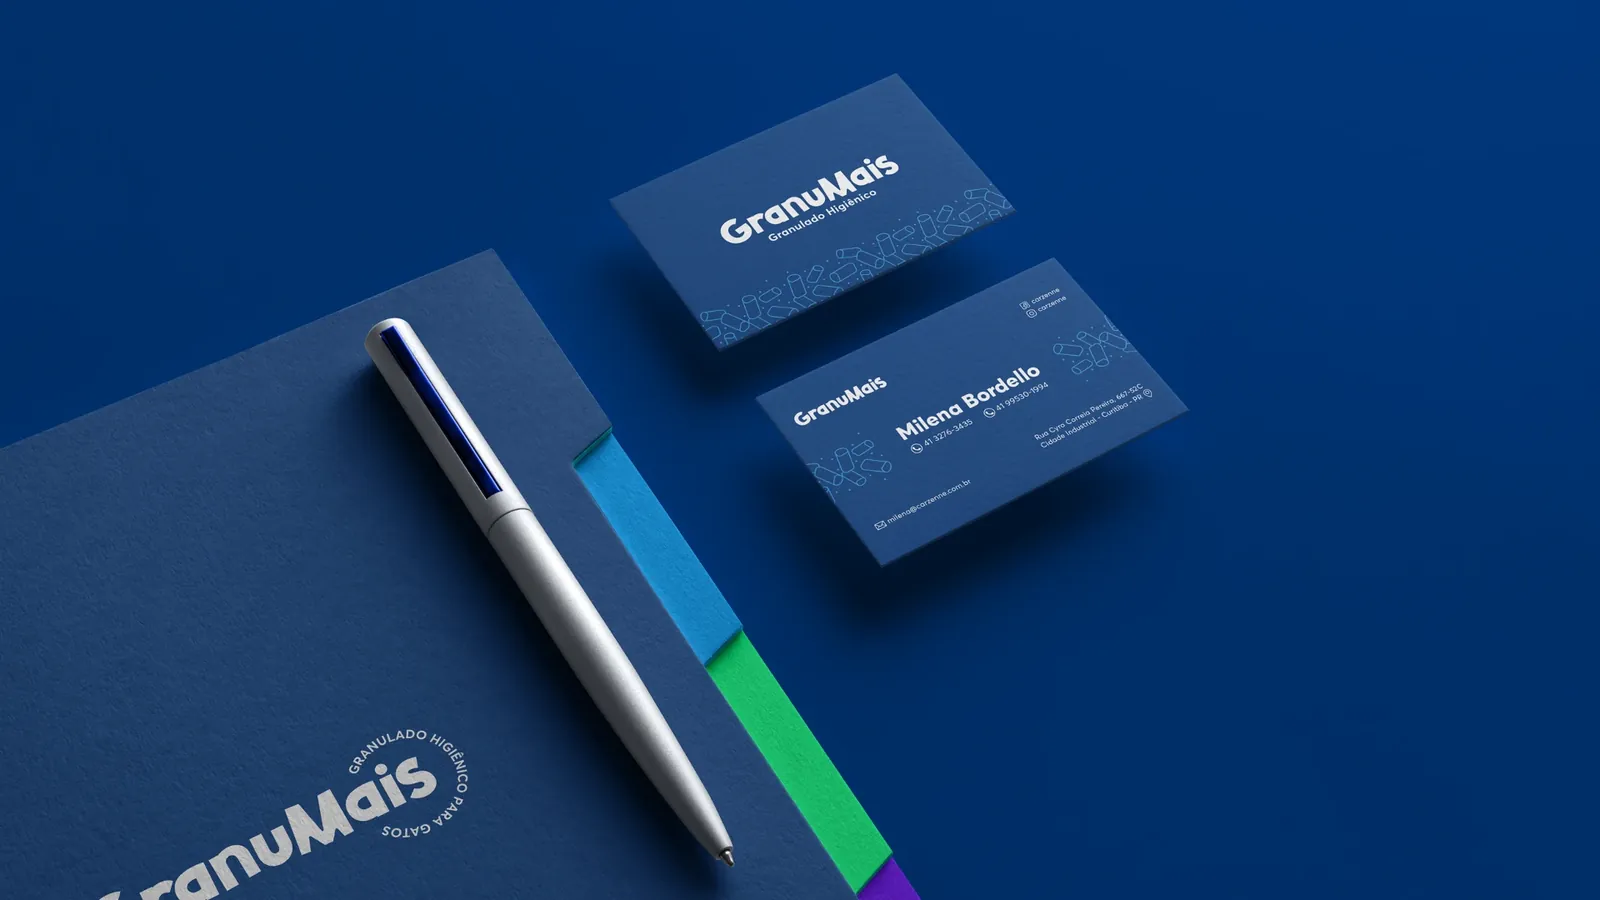 GranuMais
Granulado Higiênico
carzenne
carzenne
GranuMais
Milena Bordello
41 3276-3435
41 99530-1994
Rua Cyro Correia Pereira, 667-52C
Cidade Industrial - Curitiba - PR
milena@carzenne.com.br
GRANULADO HIGIÊNICO PARA GATOS
GranuMais